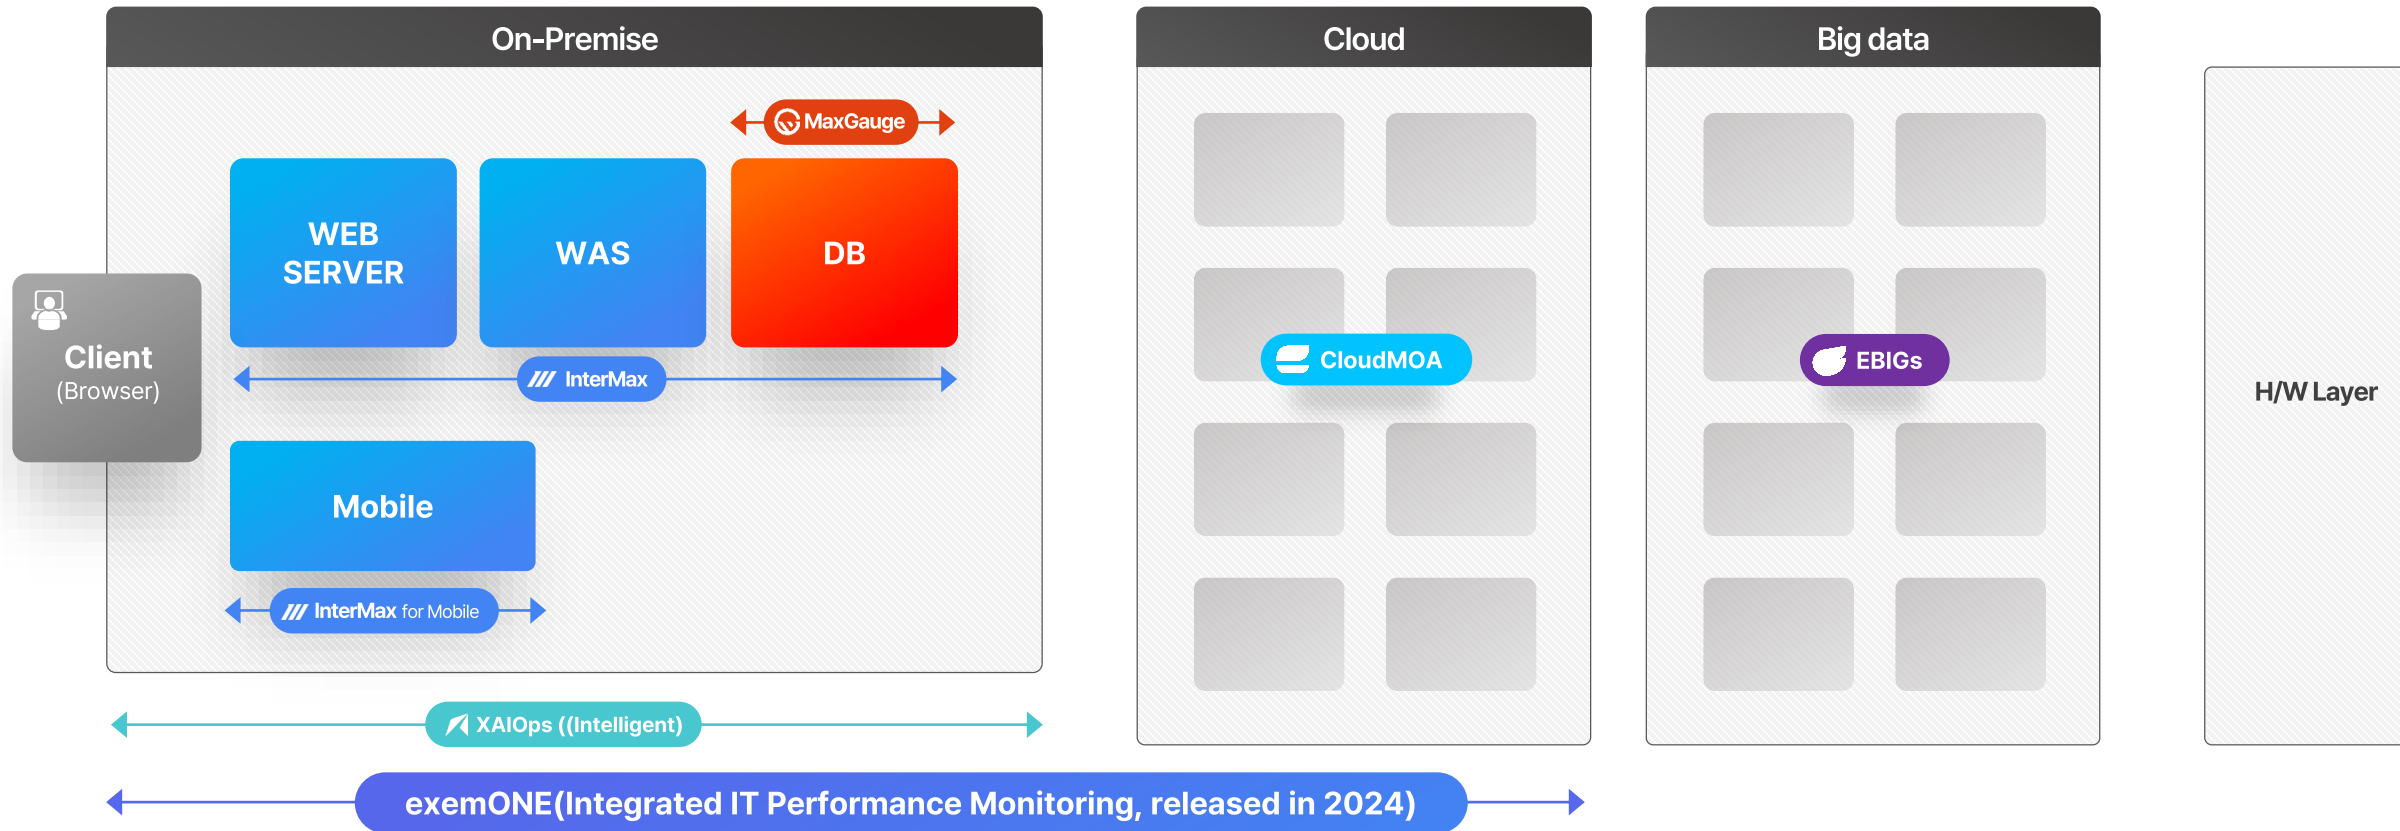 On-Premise
MaxGauge
WEB
SERVER
WAS
DB
InterMax
Client
(Browser)
Mobile
InterMax for Mobile
XAIOps ((Intelligent)
exemONE(Integrated IT Performance Monitoring, released in 2024)
Cloud
CloudMOA
Big data
EBIGs
H/W Layer